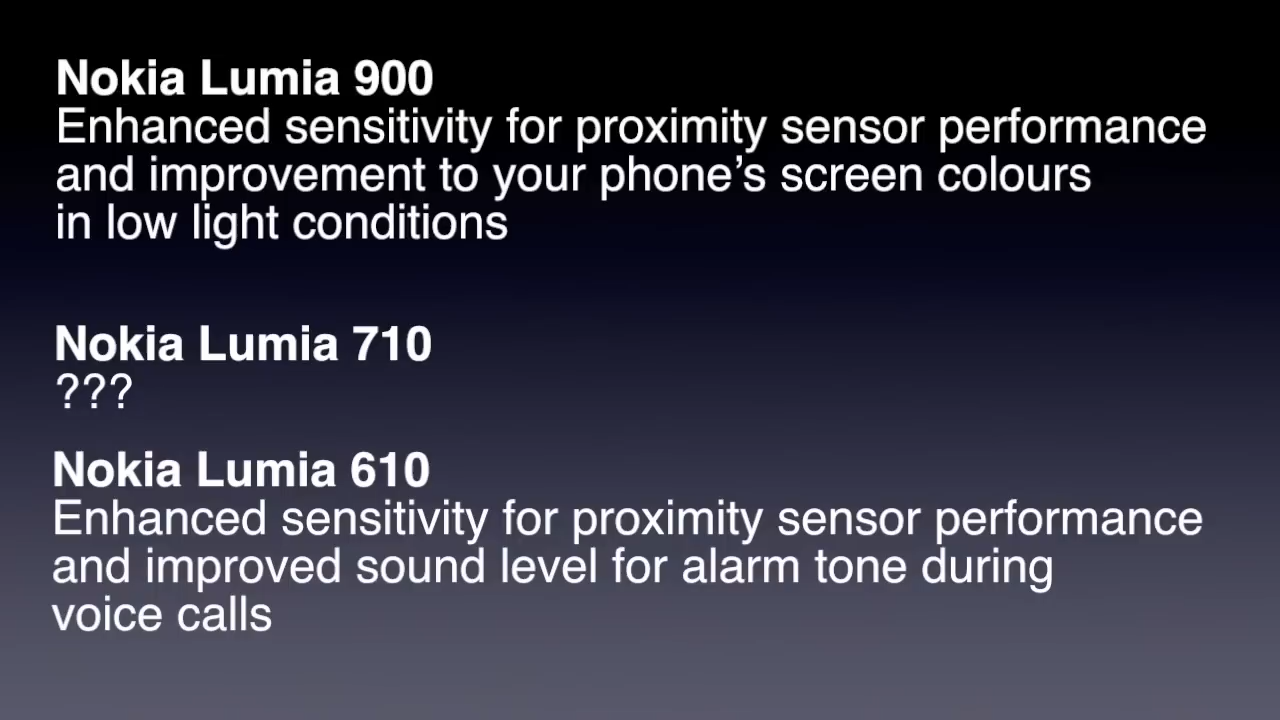 Nokia Lumia 900
Enhanced sensitivity for proximity sensor performance
and improvement to your phone’s screen colours
in low light conditions
Nokia Lumia 710
???
Nokia Lumia 610
Enhanced sensitivity for proximity sensor performance
and improved sound level for alarm tone during
voice calls